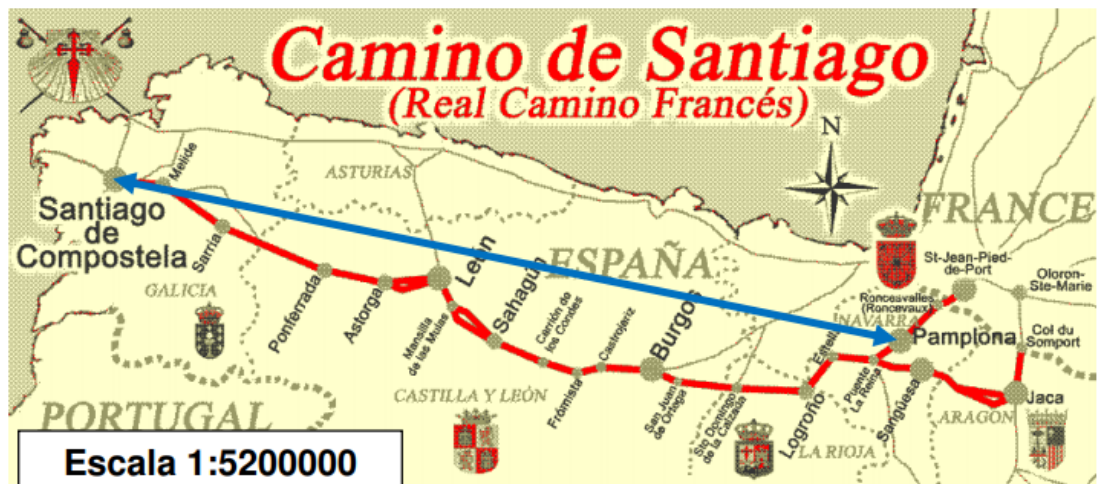 Camino de Santiago
(Real Camino Francés)
N
Melide
ASTURIAS
Santiago
de
Compostela
Sarria
GALICIA
Ponferrada
Astorga
León
Mansilla
de las Mulas
Sahagún
ESPAÑA
Carrión de
los Condes
Frómista
Castrojeriz
Burgos
San Juan
de Ortega
Sto Domingo
de la Calzada
Logroño
Estella
Puente
La Reina
Sangüesa
FRANCE
St-Jean-Pied-
de-Port
Roncesvalles
(Roncevaux)
Oloron-
Ste-Marie
NAVARRA
Pamplona
Col du
Somport
Jaca
ARAGON
LA RIOJA
CASTILLA Y LEÓN
PORTUGAL
Escala 1:5200000